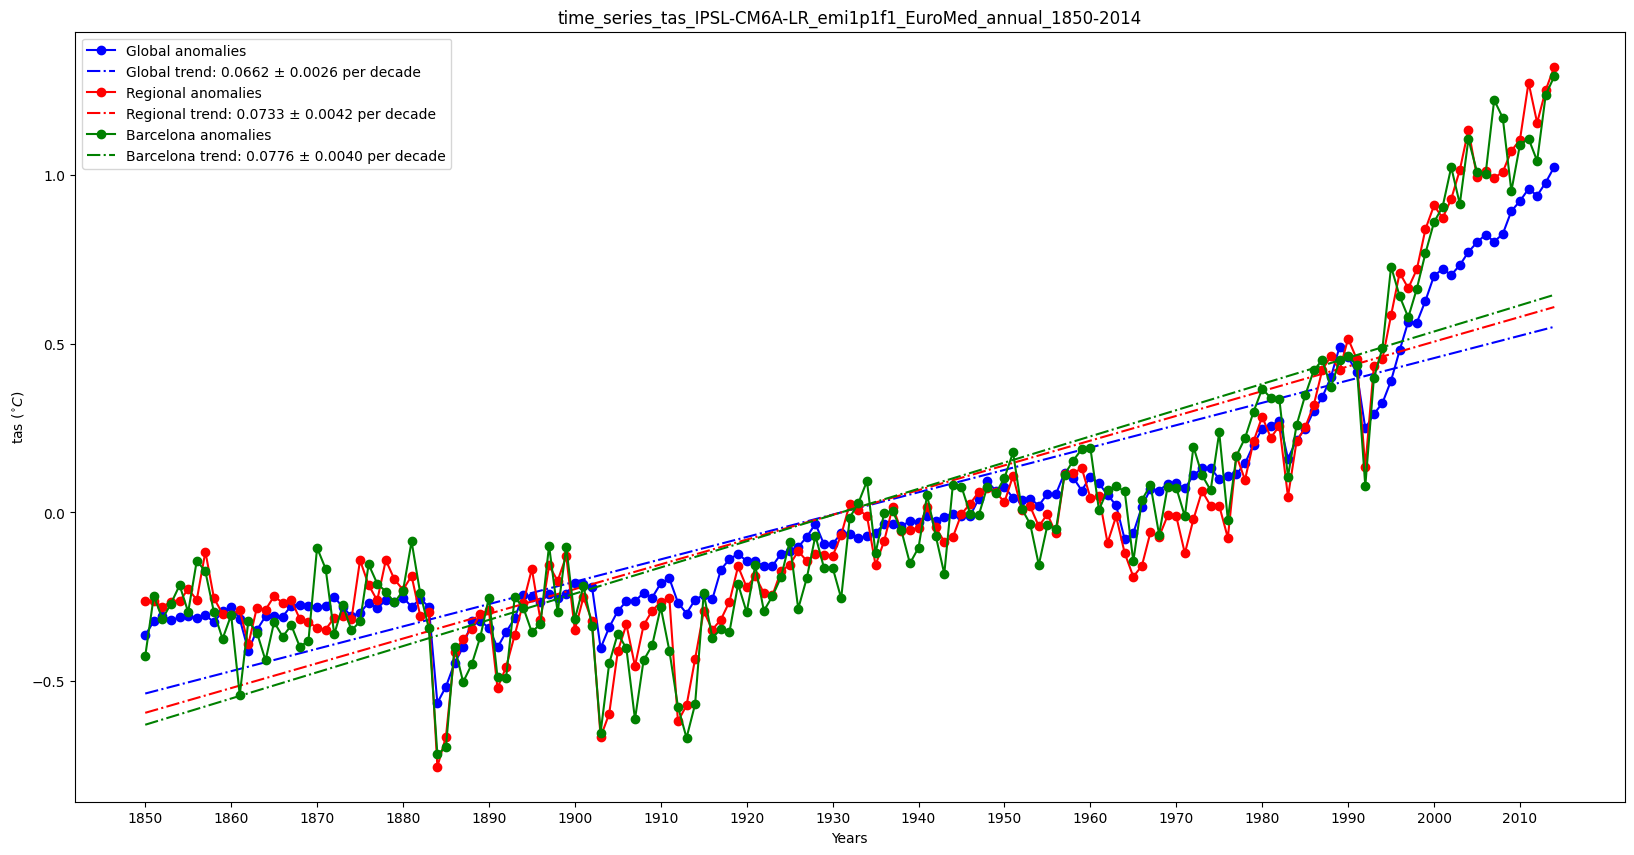 time_series_tas_IPSL-CM6A-LR_emi1p1f1_EuroMed_annual_1850-2014
Global anomalies
Global trend: 0.0662 ± 0.0026 per decade
Regional anomalies
Regional trend: 0.0733 ± 0.0042 per decade
Barcelona anomalies
Barcelona trend: 0.0776 ± 0.0040 per decade
1.0
0.5
0.0
−0.5
tas (°C)
1850 1860 1870 1880 1890 1900 1910 1920 1930 1940 1950 1960 1970 1980 1990 2000 2010
Years